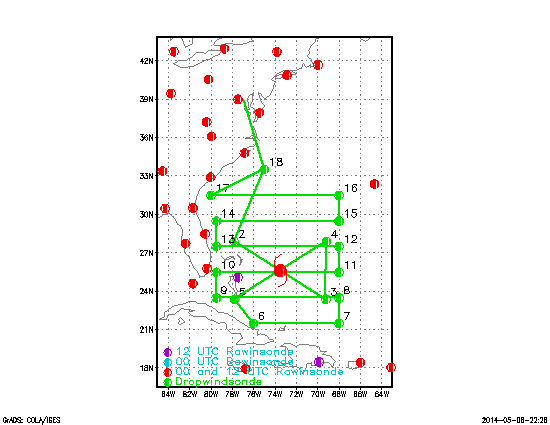 42N
39N
36N
33N
30N
27N
24N
21N
18N
18
17
16
14
15
13
2
4
12
10
11
9
5
3
8
6
7
12 UTC Rawinsonde
00 UTC Rawinsonde
00 and 12 UTC Rawinsonde
Dropwindsonde
84W 82W 80W 78W 76W 74W 72W 70W 68W 66W 64W
GrADS: COLA/IGES
2014-05-08-22:28